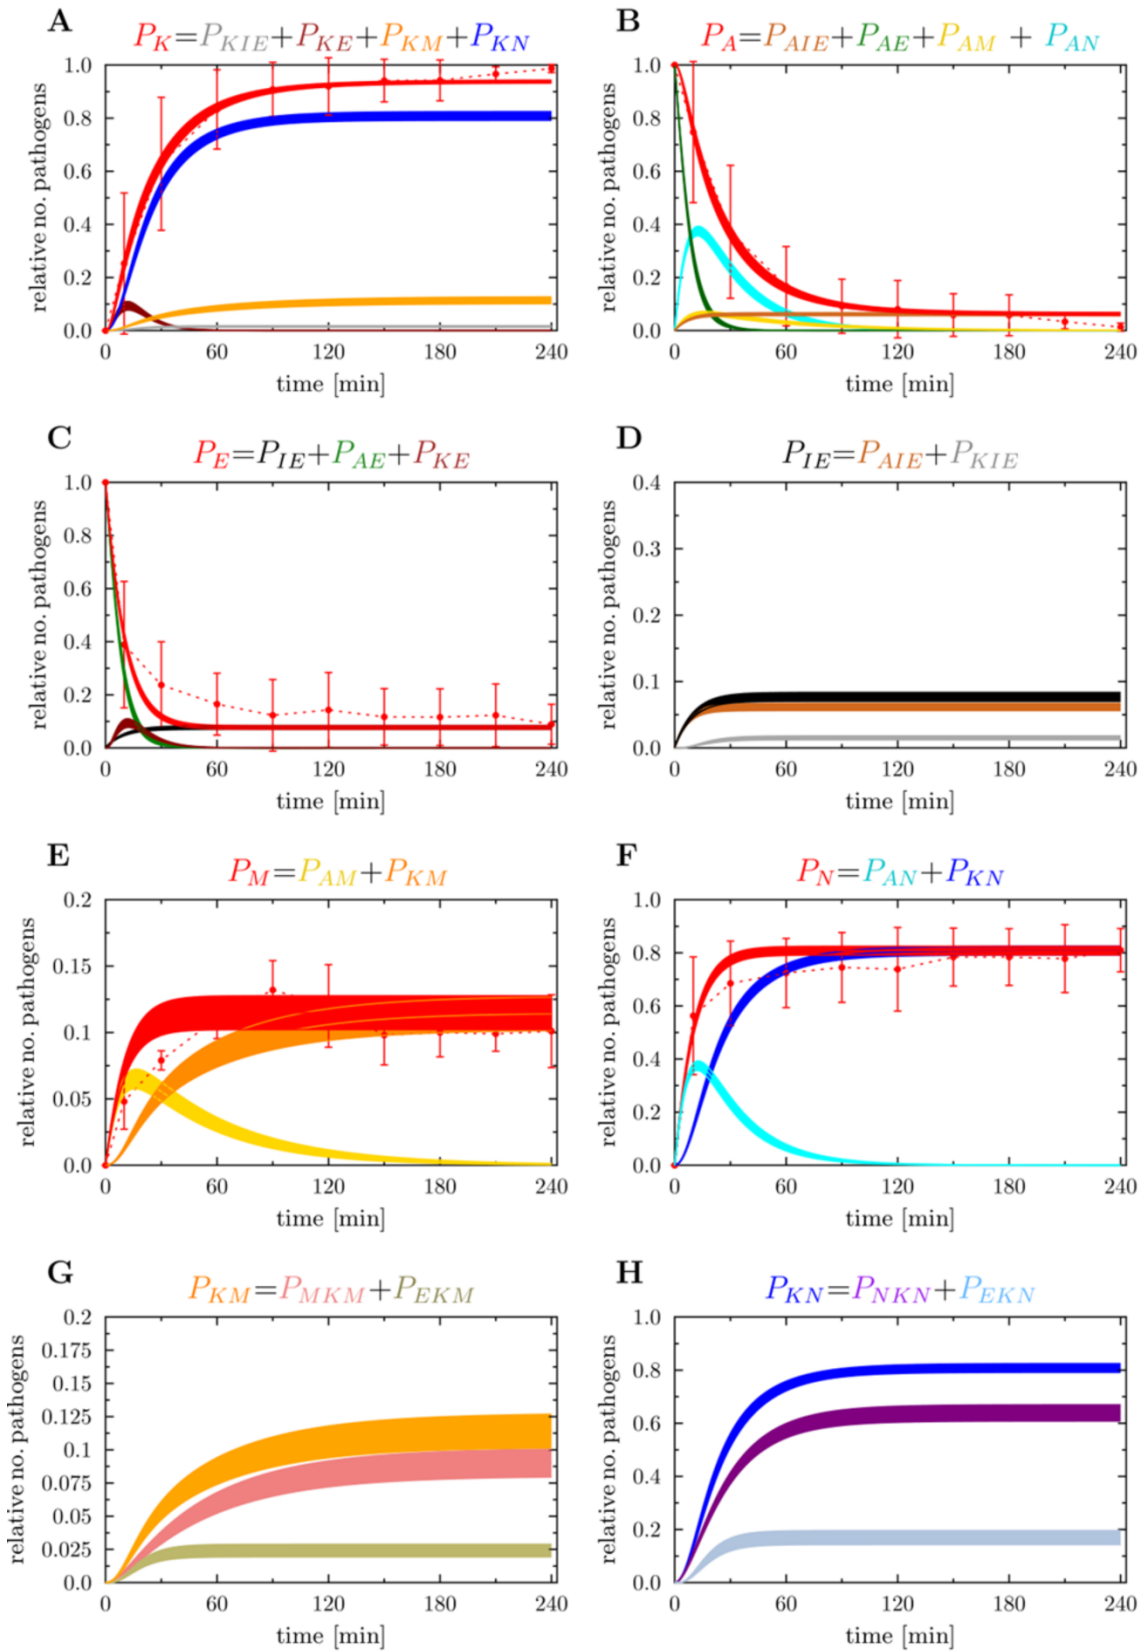 A
P_K=P_KIE+P_KE+P_KM+P_KN
relative no. pathogens
1.0
0.8
0.6
0.4
0.2
0.0
0 60 120 180 240
time [min]
B
P_A=P_AIE+P_AE+P_AM + P_AN
relative no. pathogens
1.0
0.8
0.6
0.4
0.2
0.0
0 60 120 180 240
time [min]
C
P_E=P_IE+P_AE+P_KE
relative no. pathogens
1.0
0.8
0.6
0.4
0.2
0.0
0 60 120 180 240
time [min]
D
P_IE=P_AIE+P_KIE
relative no. pathogens
0.4
0.3
0.2
0.1
0.0
0 60 120 180 240
time [min]
E
P_M=P_AM+P_KM
relative no. pathogens
0.2
0.15
0.1
0.05
0.0
0 60 120 180 240
time [min]
F
P_N=P_AN+P_KN
relative no. pathogens
1.0
0.8
0.6
0.4
0.2
0.0
0 60 120 180 240
time [min]
G
P_KM=P_MKM+P_EKM
relative no. pathogens
0.2
0.175
0.15
0.125
0.1
0.075
0.05
0.025
0.0
0 60 120 180 240
time [min]
H
P_KN=P_NKN+P_EKN
relative no. pathogens
1.0
0.8
0.6
0.4
0.2
0.0
0 60 120 180 240
time [min]